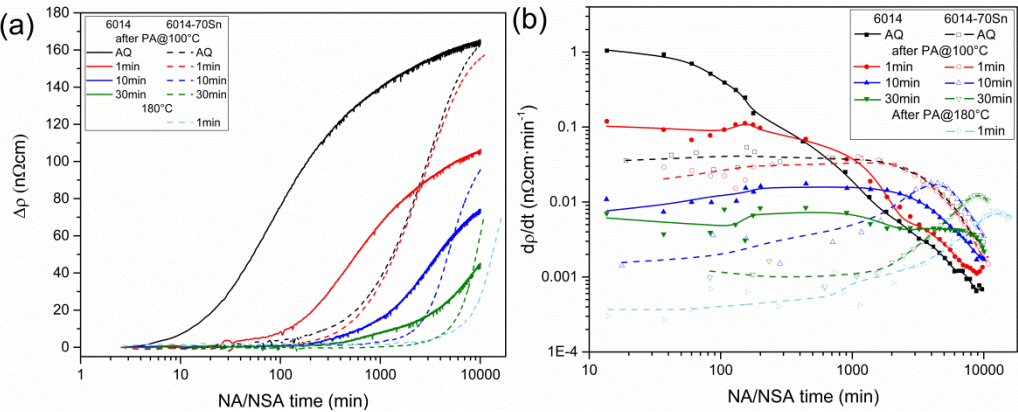 (a)
180
160
140
120
100
80
60
40
20
0
Δρ (nΩcm)
6014 6014-70Sn
after PA@100°C
AQ AQ
1min 1min
10min 10min
30min 30min
180°C
1min
1 10 100 1000 10000
NA/NSA time (min)
(b)
1
0.1
0.01
0.001
1E-4
dρ/dt (nΩcm·min⁻¹)
6014 6014-70Sn
AQ AQ
after PA@100°C
1min 1min
10min 10min
30min 30min
After PA@180°C
1min
10 100 1000 10000
NA/NSA time (min)